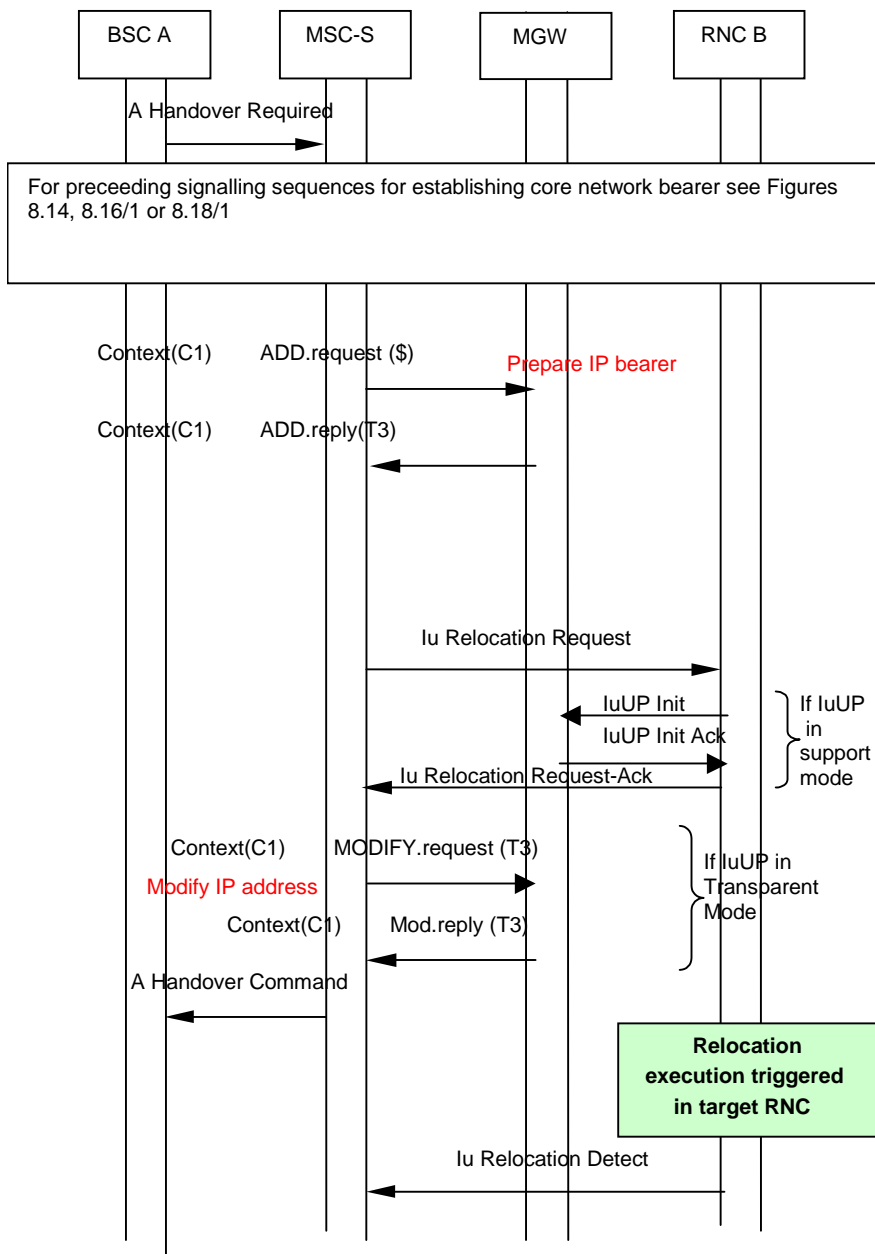 BSC A
MSC-S
MGW
RNC B
A Handover Required
For preceeding signalling sequences for establishing core network bearer see Figures
8.14, 8.16/1 or 8.18/1
Context(C1) ADD.request ($)
Prepare IP bearer
Context(C1) ADD.reply(T3)
Iu Relocation Request
IuUP Init
IuUP Init Ack
If IuUP
in
support
mode
Iu Relocation Request-Ack
Context(C1) MODIFY.request (T3)
Modify IP address
If IuUP in
Transparent
Mode
Context(C1) Mod.reply (T3)
A Handover Command
Relocation
execution triggered
in target RNC
Iu Relocation Detect